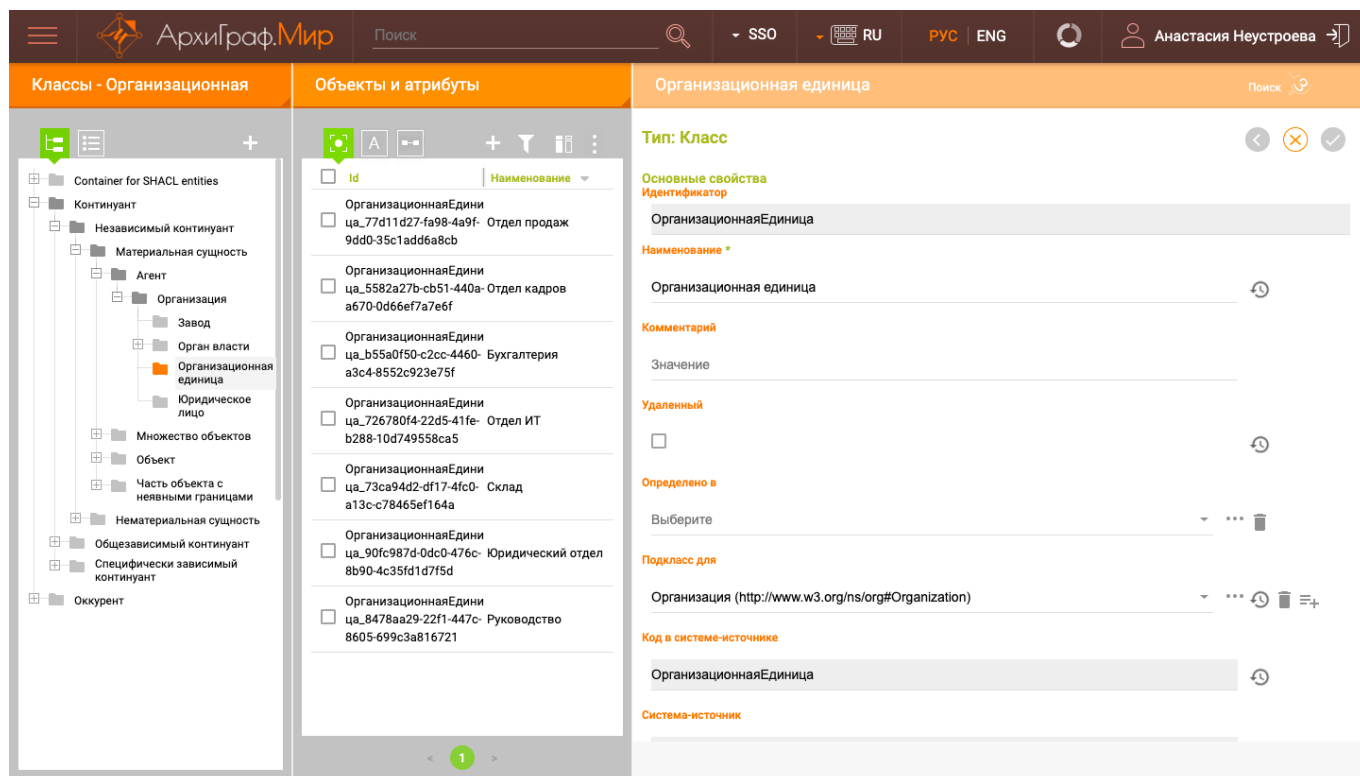 АрхиГраф.Мир
Поиск
SSO
RU
РУС | ENG
Анастасия Неустроева
Классы - Организационная
Объекты и атрибуты
Организационная единица
Поиск
Container for SHACL entities
Континуант
Независимый континуант
Материальная сущность
Агент
Организация
Завод
Орган власти
Организационная
единица
Юридическое
лицо
Множество объектов
Объект
Часть объекта с
неявными границами
Нематериальная сущность
Общезависимый континуант
Специфически зависимый
континуант
Оккурент
A
Id Наименование
ОрганизационнаяЕдини
ца_77d11d27-fa98-4a9f- Отдел продаж
9dd0-35c1add6a8cb
ОрганизационнаяЕдини
ца_5582a27b-cb51-440a- Отдел кадров
a670-0d66ef7a7e6f
ОрганизационнаяЕдини
ца_b55a0f50-c2cc-4460- Бухгалтерия
a3c4-8552c923e75f
ОрганизационнаяЕдини
ца_726780f4-22d5-41fe- Отдел ИТ
b288-10d749558ca5
ОрганизационнаяЕдини
ца_73ca94d2-df17-4fc0- Склад
a13c-c78465ef164a
ОрганизационнаяЕдини
ца_90fc987d-0dc0-476c- Юридический отдел
8b90-4c35fd1d7f5d
ОрганизационнаяЕдини
ца_8478aa29-22f1-447c- Руководство
8605-699c3a816721
< 1 >
Тип: Класс
Основные свойства
Идентификатор
ОрганизационнаяЕдиница
Наименование *
Организационная единица
Комментарий
Значение
Удаленный
Определено в
Выберите
Подкласс для
Организация (http://www.w3.org/ns/org#Organization)
Код в системе-источнике
ОрганизационнаяЕдиница
Система-источник